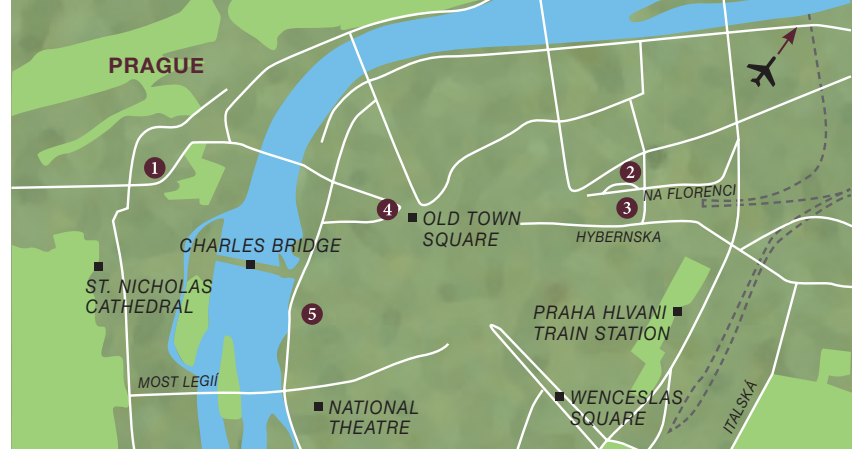 PRAGUE
1
2
NA FLORENCI
3
4
OLD TOWN
SQUARE
HYBERNSKA
CHARLES BRIDGE
ST. NICHOLAS
CATHEDRAL
5
PRAHA HLVANI
TRAIN STATION
MOST LEGIÍ
NATIONAL
THEATRE
WENCESLAS
SQUARE
ITALSKÁ